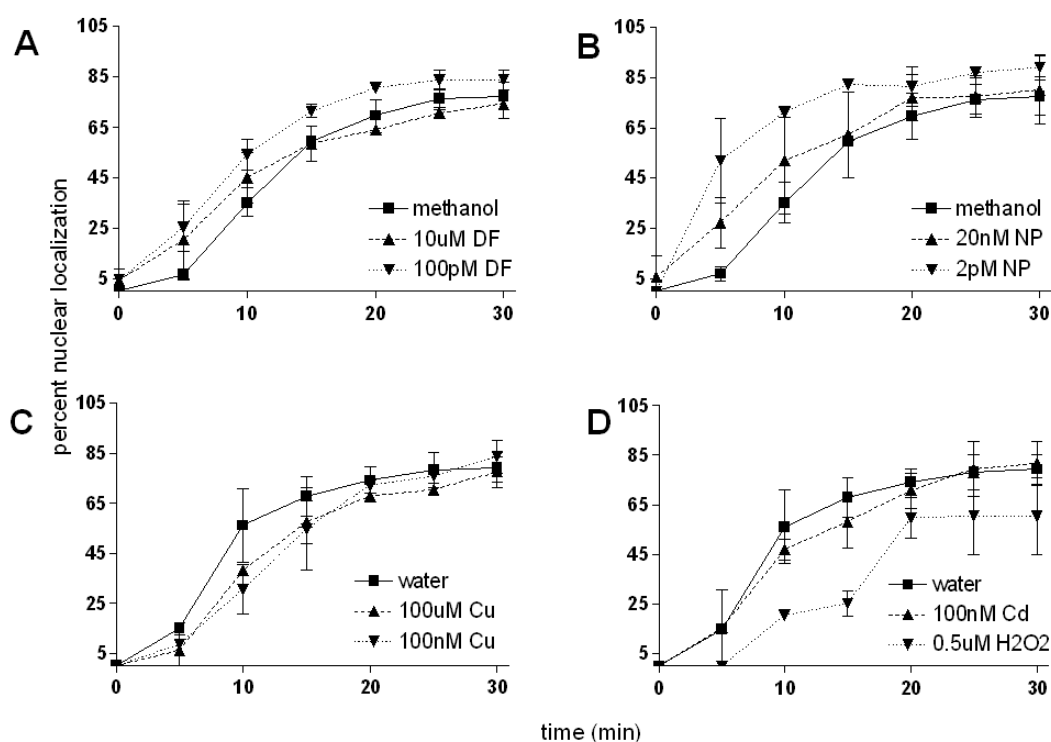 A
105
85
65
45
25
5
0
10
20
30
methanol
10uM DF
100pM DF
B
105
85
65
45
25
5
0
10
20
30
methanol
20nM NP
2pM NP
percent nuclear localization
C
105
85
65
45
25
5
0
10
20
30
water
100uM Cu
100nM Cu
D
105
85
65
45
25
5
0
10
20
30
water
100nM Cd
0.5uM H2O2
time (min)